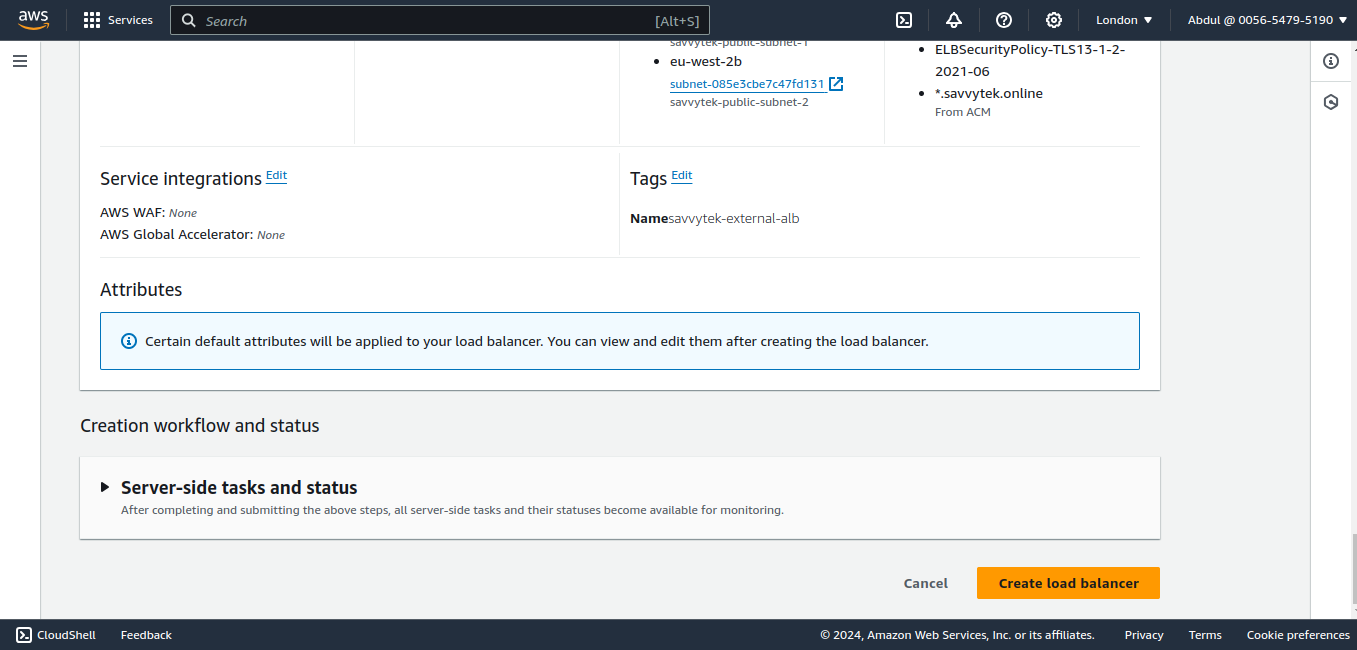 aws
Services
Search
[Alt+S]
London
Abdul @ 0056-5479-5190
savvytek-public-subnet-1
eu-west-2b
subnet-085e3cbe7c47fd131
savvytek-public-subnet-2
ELBSecurityPolicy-TLS13-1-2-
2021-06
*.savvytek.online
From ACM
Service integrations Edit
AWS WAF: None
AWS Global Accelerator: None
Tags Edit
Namesavvytek-external-alb
Attributes
Certain default attributes will be applied to your load balancer. You can view and edit them after creating the load balancer.
Creation workflow and status
Server-side tasks and status
After completing and submitting the above steps, all server-side tasks and their statuses become available for monitoring.
Cancel
Create load balancer
CloudShell
Feedback
© 2024, Amazon Web Services, Inc. or its affiliates.
Privacy
Terms
Cookie preferences